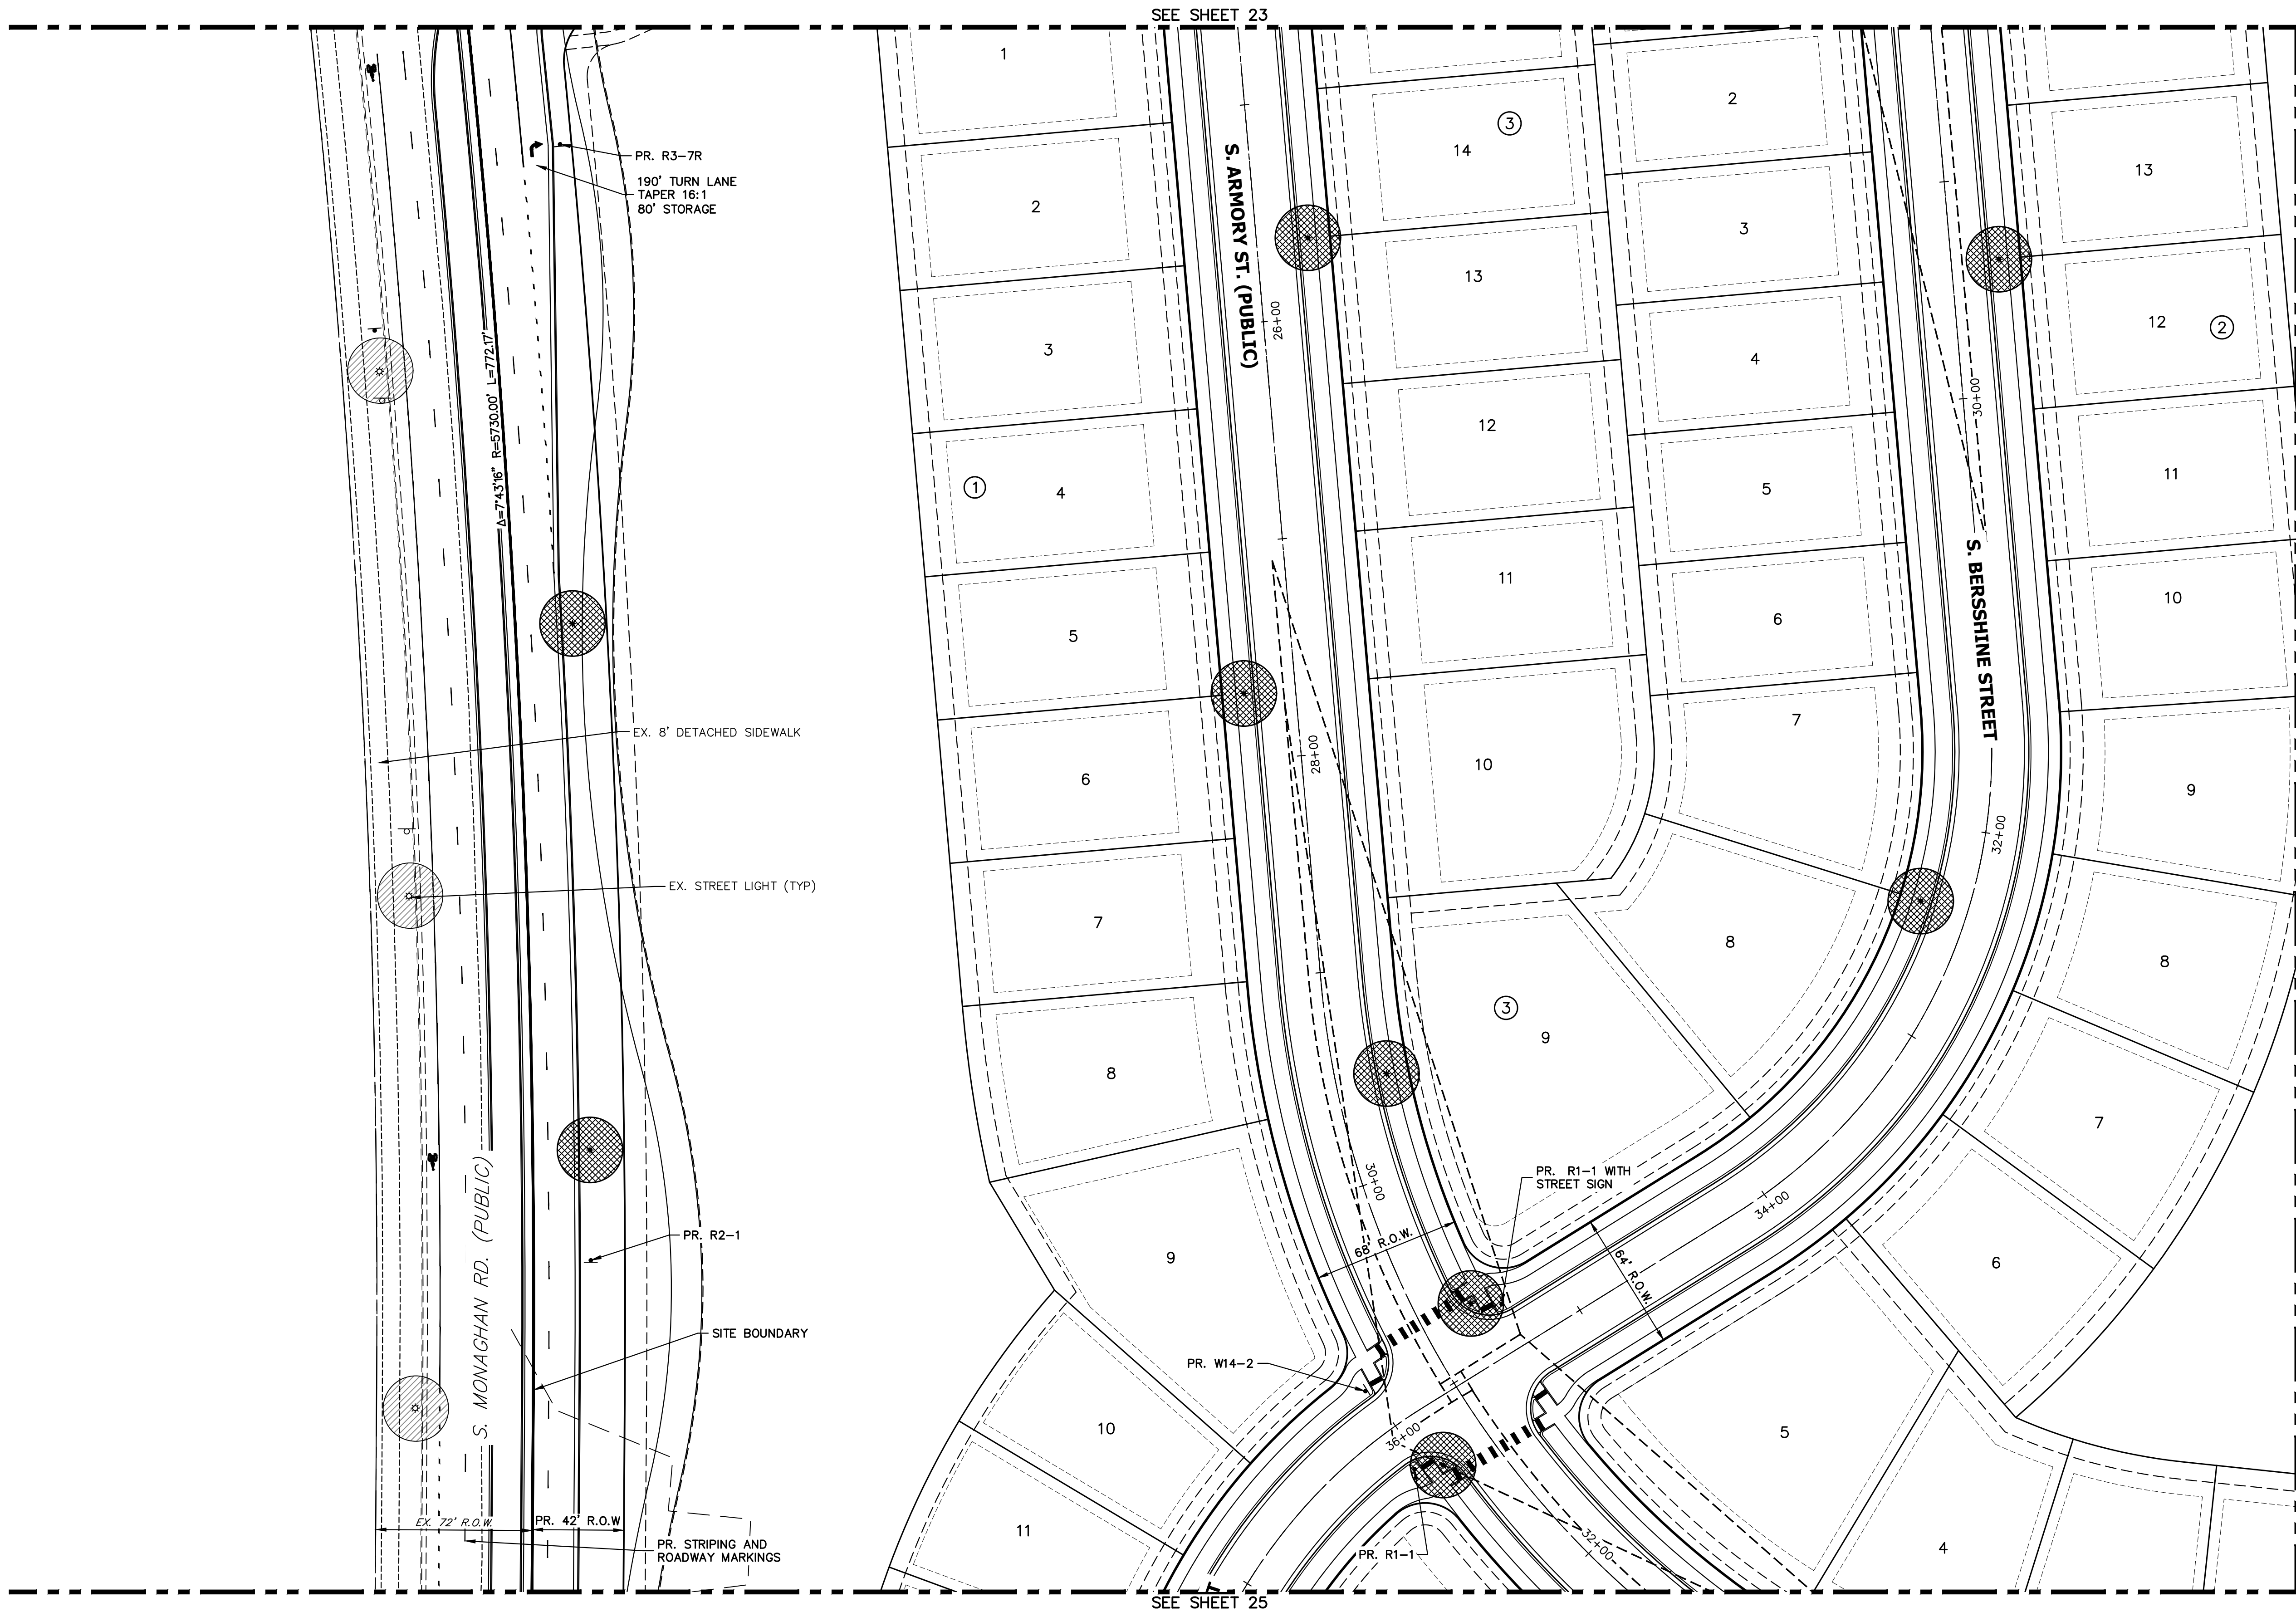 SEE SHEET 23
PR. R3-7R
190' TURN LANE
TAPER 16:1
80' STORAGE
Δ=7°43'16" R=5730.00' L=772.17'
EX. 8' DETACHED SIDEWALK
EX. STREET LIGHT (TYP)
S. MONAGHAN RD. (PUBLIC)
PR. R2-1
SITE BOUNDARY
EX. 72' R.O.W.
PR. 42' R.O.W
PR. STRIPING AND
ROADWAY MARKINGS
1
2
3
1
4
5
6
7
8
9
10
11
S. ARMORY ST. (PUBLIC)
26+00
28+00
30+00
68' R.O.W.
PR. W14-2
36+00
PR. R1-1
32+00
3
14
13
12
11
10
3
9
PR. R1-1 WITH
STREET SIGN
64' R.O.W.
34+00
2
3
4
5
6
7
8
30+00
S. BERSSHINE STREET
32+00
13
12
2
11
10
9
8
7
6
5
4
SEE SHEET 25